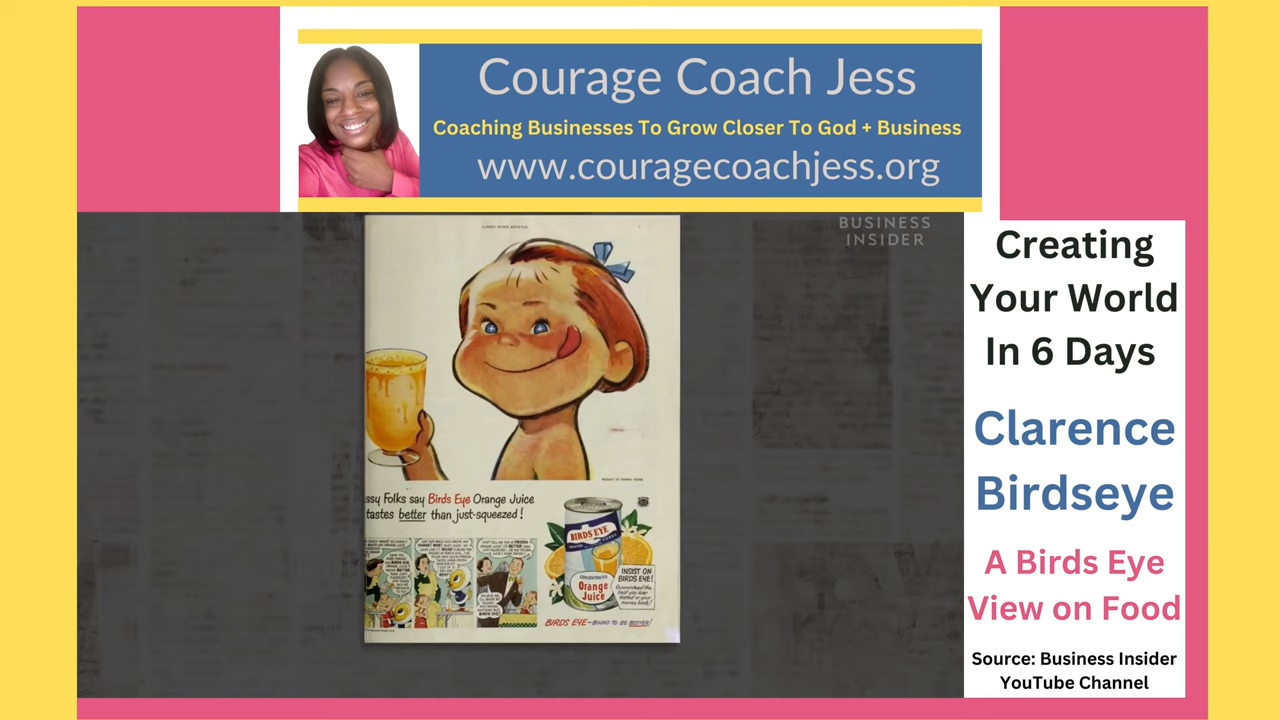 Courage Coach Jess
Coaching Businesses To Grow Closer To God + Business
www.couragecoachjess.org
BUSINESS
INSIDER
Creating
Your World
In 6 Days
Clarence
Birdseye
A Birds Eye
View on Food
Source: Business Insider
YouTube Channel
ssy Folks say Birds Eye Orange Juice
tastes better than just-squeezed!
BIRDS EYE
CONCENTRATED
Orange
Juice
INSIST ON
BIRDS EYE!
BIRDS EYE—BOUND TO BE BETTER!